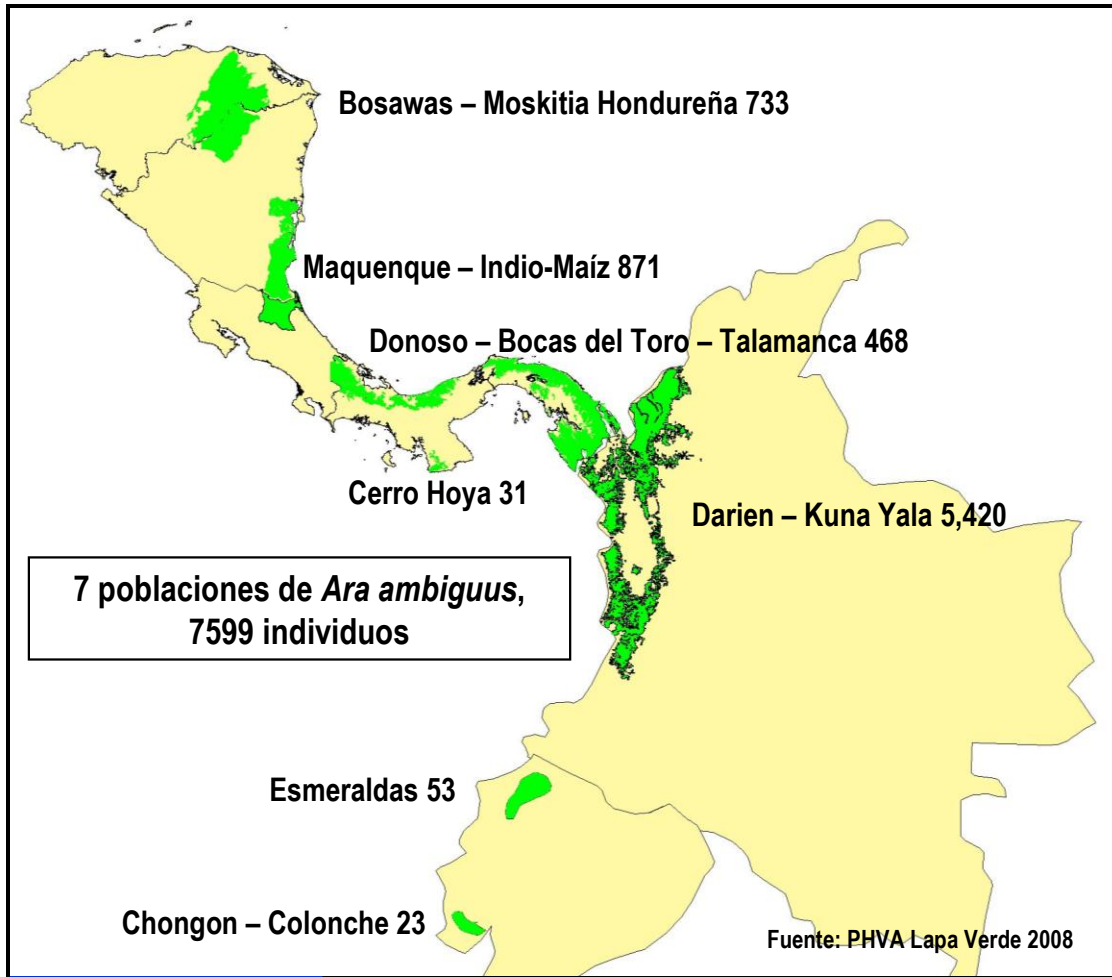 Bosawas – Moskitia Hondureña 733
Maquenque – Indio-Maíz 871
Donoso – Bocas del Toro – Talamanca 468
Cerro Hoya 31
Darien – Kuna Yala 5,420
7 poblaciones de Ara ambiguus,
7599 individuos
Esmeraldas 53
Chongon – Colonche 23
Fuente: PHVA Lapa Verde 2008